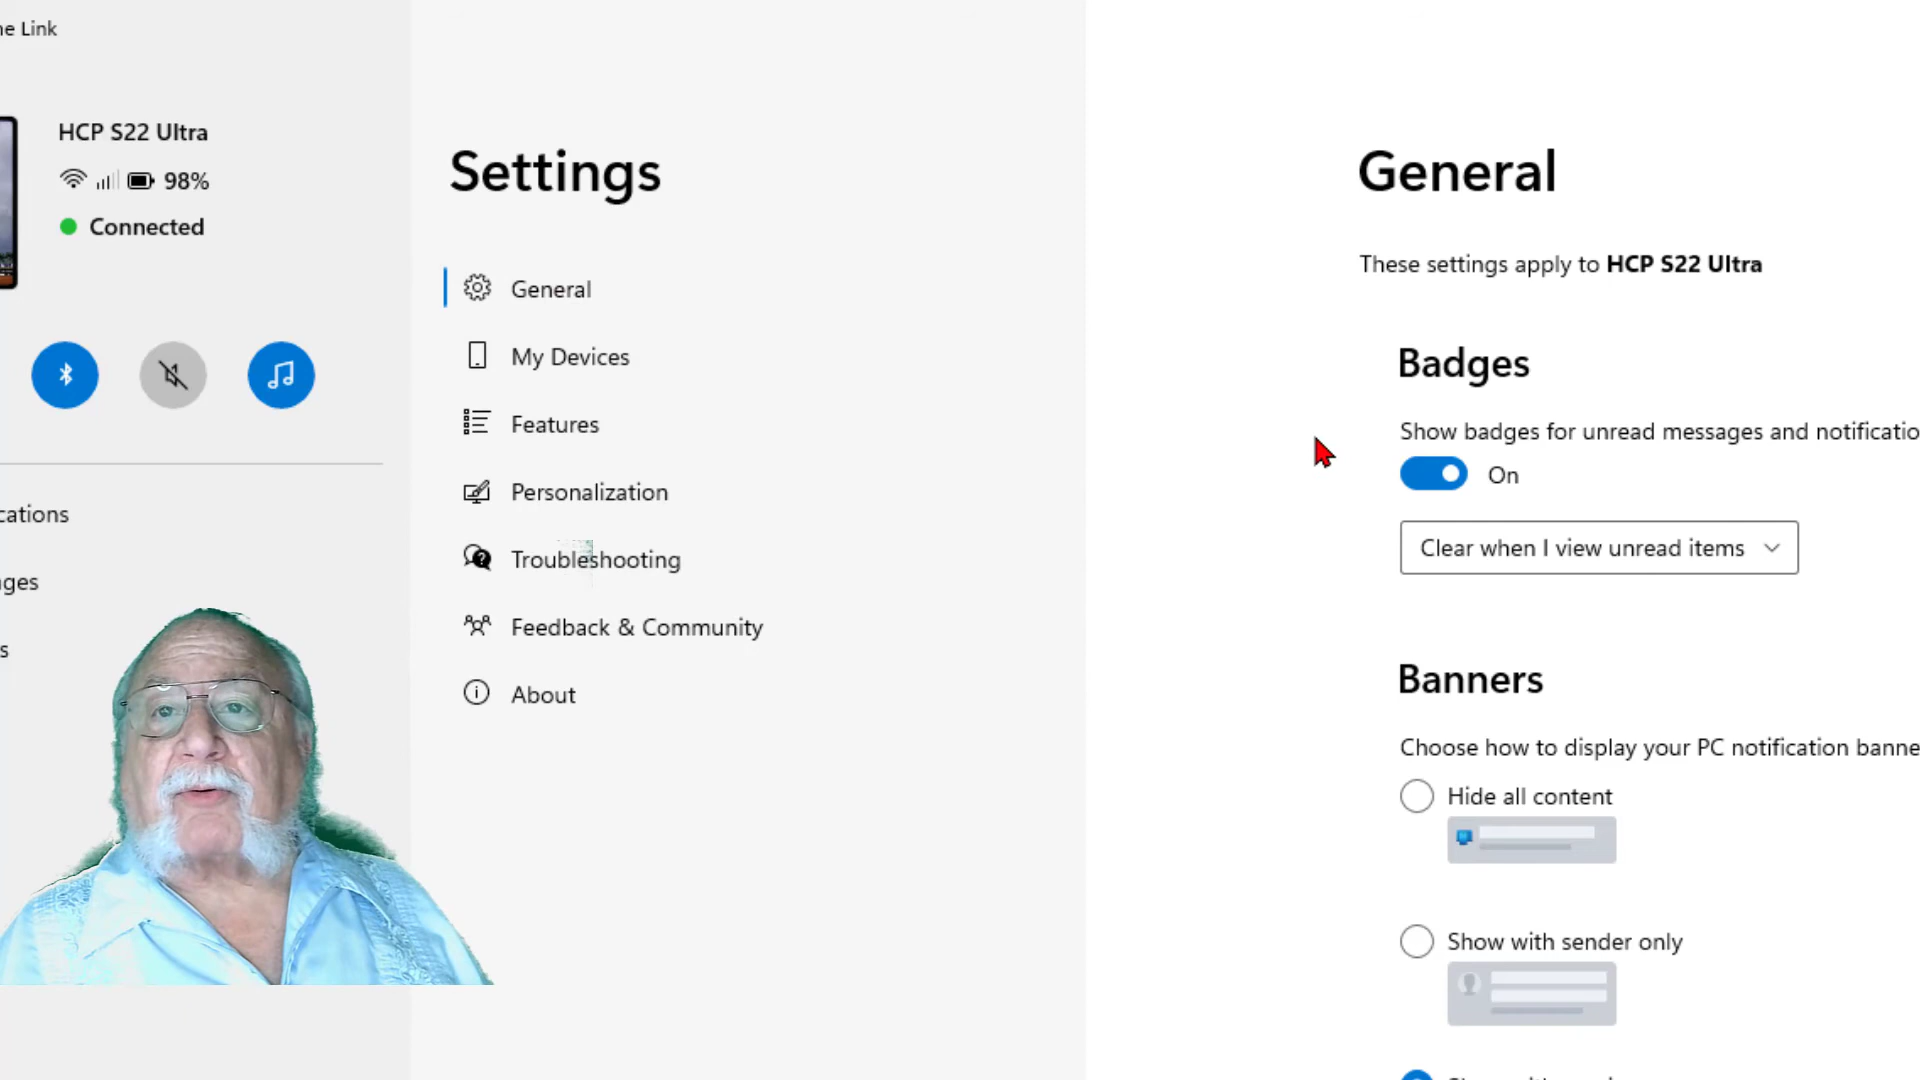 ne Link
HCP S22 Ultra
98%
Connected
cations
ages
s
Settings
General
My Devices
Features
Personalization
Troubleshooting
Feedback & Community
About
General
These settings apply to HCP S22 Ultra
Badges
Show badges for unread messages and notificatio
On
Clear when I view unread items
Banners
Choose how to display your PC notification banne
Hide all content
Show with sender only